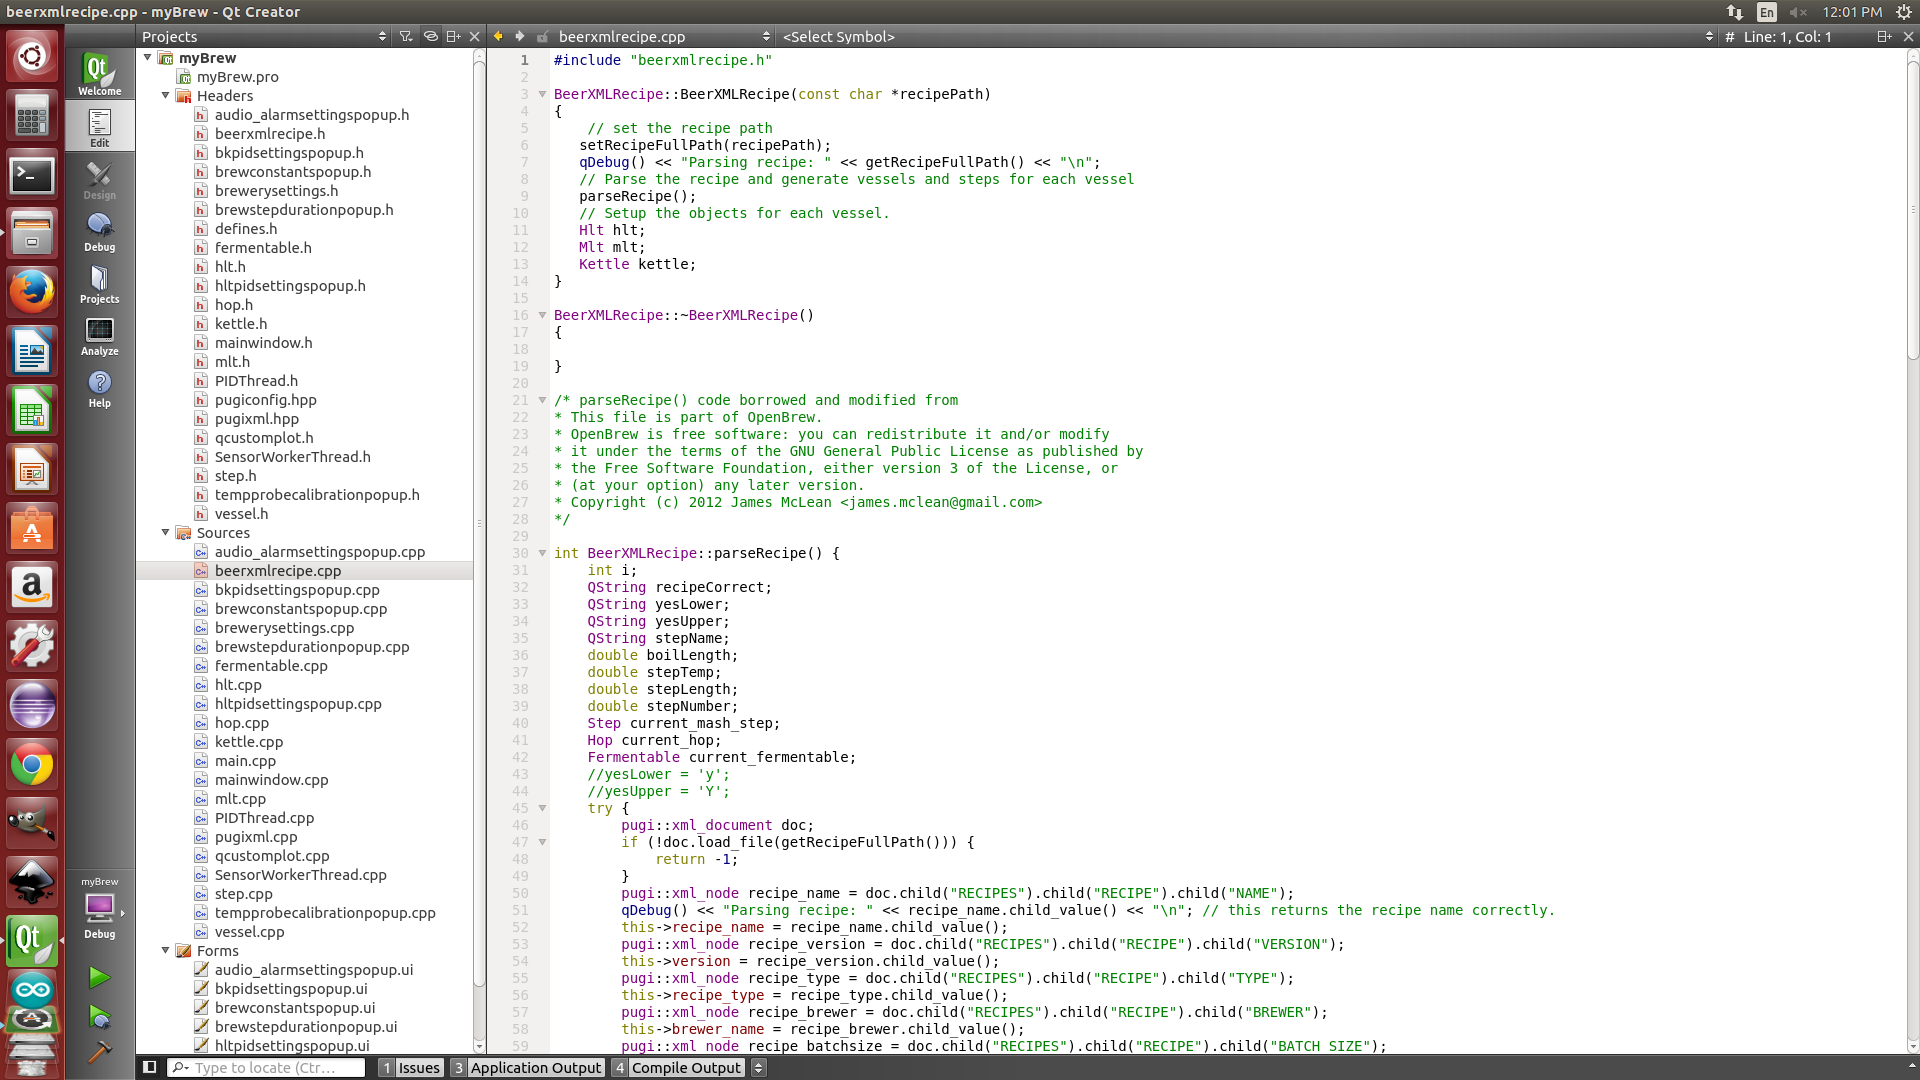 beerxmlrecipe.cpp - myBrew - Qt Creator
En
12:01 PM
Projects
beerxmlrecipe.cpp
<Select Symbol>
# Line: 1, Col: 1
Welcome
Edit
Design
Debug
Projects
Analyze
Help
myBrew
Debug
myBrew
myBrew.pro
Headers
audio_alarmsettingspopup.h
beerxmlrecipe.h
bkpidsettingspopup.h
brewconstantspopup.h
brewerysettings.h
brewstepdurationpopup.h
defines.h
fermentable.h
hlt.h
hltpidsettingspopup.h
hop.h
kettle.h
mainwindow.h
mlt.h
PIDThread.h
pugiconfig.hpp
pugixml.hpp
qcustomplot.h
SensorWorkerThread.h
step.h
tempprobecalibrationpopup.h
vessel.h
Sources
audio_alarmsettingspopup.cpp
beerxmlrecipe.cpp
bkpidsettingspopup.cpp
brewconstantspopup.cpp
brewerysettings.cpp
brewstepdurationpopup.cpp
fermentable.cpp
hlt.cpp
hltpidsettingspopup.cpp
hop.cpp
kettle.cpp
main.cpp
mainwindow.cpp
mlt.cpp
PIDThread.cpp
pugixml.cpp
qcustomplot.cpp
SensorWorkerThread.cpp
step.cpp
tempprobecalibrationpopup.cpp
vessel.cpp
Forms
audio_alarmsettingspopup.ui
bkpidsettingspopup.ui
brewconstantspopup.ui
brewstepdurationpopup.ui
hltpidsettingspopup.ui
1 #include "beerxmlrecipe.h"
2
3 BeerXMLRecipe::BeerXMLRecipe(const char *recipePath)
4 {
5     // set the recipe path
6    setRecipeFullPath(recipePath);
7    qDebug() << "Parsing recipe: " << getRecipeFullPath() << "\n";
8    // Parse the recipe and generate vessels and steps for each vessel
9    parseRecipe();
10    // Setup the objects for each vessel.
11    Hlt hlt;
12    Mlt mlt;
13    Kettle kettle;
14 }
15
16 BeerXMLRecipe::~BeerXMLRecipe()
17 {
18
19 }
20
21 /* parseRecipe() code borrowed and modified from
22 * This file is part of OpenBrew.
23 * OpenBrew is free software: you can redistribute it and/or modify
24 * it under the terms of the GNU General Public License as published by
25 * the Free Software Foundation, either version 3 of the License, or
26 * (at your option) any later version.
27 * Copyright (c) 2012 James McLean <james.mclean@gmail.com>
28 */
29
30 int BeerXMLRecipe::parseRecipe() {
31     int i;
32     QString recipeCorrect;
33     QString yesLower;
34     QString yesUpper;
35     QString stepName;
36     double boilLength;
37     double stepTemp;
38     double stepLength;
39     double stepNumber;
40     Step current_mash_step;
41     Hop current_hop;
42     Fermentable current_fermentable;
43     //yesLower = 'y';
44     //yesUpper = 'Y';
45     try {
46         pugi::xml_document doc;
47         if (!doc.load_file(getRecipeFullPath())) {
48             return -1;
49         }
50         pugi::xml_node recipe_name = doc.child("RECIPES").child("RECIPE").child("NAME");
51         qDebug() << "Parsing recipe: " << recipe_name.child_value() << "\n"; // this returns the recipe name correctly.
52         this->recipe_name = recipe_name.child_value();
53         pugi::xml_node recipe_version = doc.child("RECIPES").child("RECIPE").child("VERSION");
54         this->version = recipe_version.child_value();
55         pugi::xml_node recipe_type = doc.child("RECIPES").child("RECIPE").child("TYPE");
56         this->recipe_type = recipe_type.child_value();
57         pugi::xml_node recipe_brewer = doc.child("RECIPES").child("RECIPE").child("BREWER");
58         this->brewer_name = recipe_brewer.child_value();
59         pugi::xml_node recipe_batchsize = doc.child("RECIPES").child("RECIPE").child("BATCH_SIZE");
Type to locate (Ctr...
1 Issues
3 Application Output
4 Compile Output